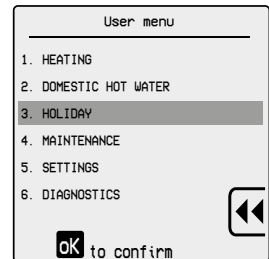 User menu
1. HEATING
2. DOMESTIC HOT WATER
3. HOLIDAY
4. MAINTENANCE
5. SETTINGS
6. DIAGNOSTICS
oK to confirm